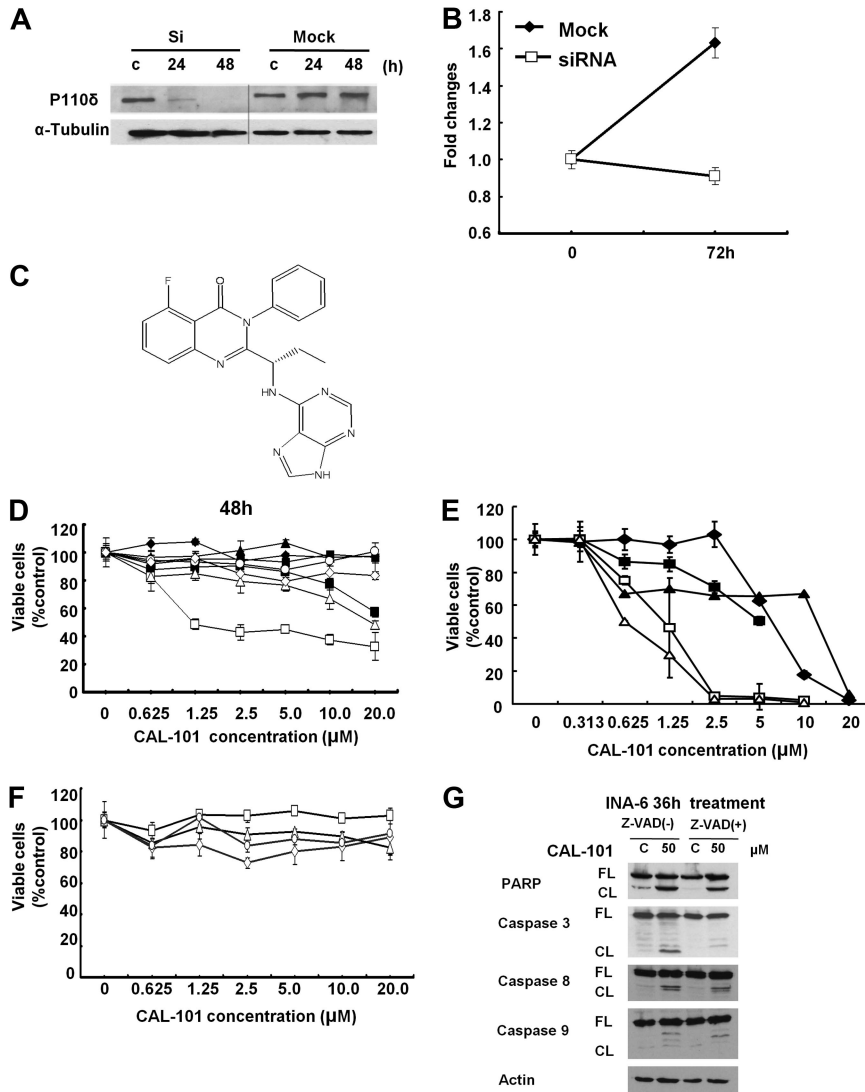 A
Si Mock
c 24 48 c 24 48 (h)
P110δ
α-Tubulin
B
Fold changes
1.8
1.6
1.4
1.2
1.0
0.8
0.6
Mock
siRNA
0 72h
C
F
O
N
N
HN
N
N
N
NH
D
48h
Viable cells
(%control)
120
100
80
60
40
20
0
0 0.625 1.25 2.5 5.0 10.0 20.0
CAL-101 concentration (µM)
E
Viable cells
(%control)
120
100
80
60
40
20
0
0 0.313 0.625 1.25 2.5 5 10 20
CAL-101 concentration (µM)
F
Viable cells
(%control)
120
100
80
60
40
20
0
0 0.625 1.25 2.5 5.0 10.0 20.0
CAL-101 concentration (µM)
G
INA-6 36h treatment
Z-VAD(-) Z-VAD(+)
CAL-101 C 50 C 50 µM
PARP FL
CL
Caspase 3 FL
CL
Caspase 8 FL
CL
Caspase 9 FL
CL
Actin